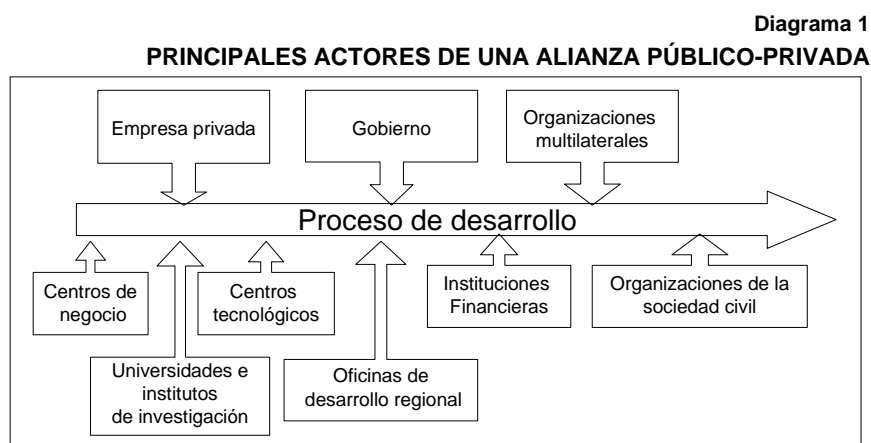 Diagrama 1
PRINCIPALES ACTORES DE UNA ALIANZA PÚBLICO-PRIVADA
Empresa privada
Gobierno
Organizaciones
multilaterales
Proceso de desarrollo
Centros de
negocio
Centros
tecnológicos
Instituciones
Financieras
Organizaciones de la
sociedad civil
Universidades e
institutos
de investigación
Oficinas de
desarrollo regional